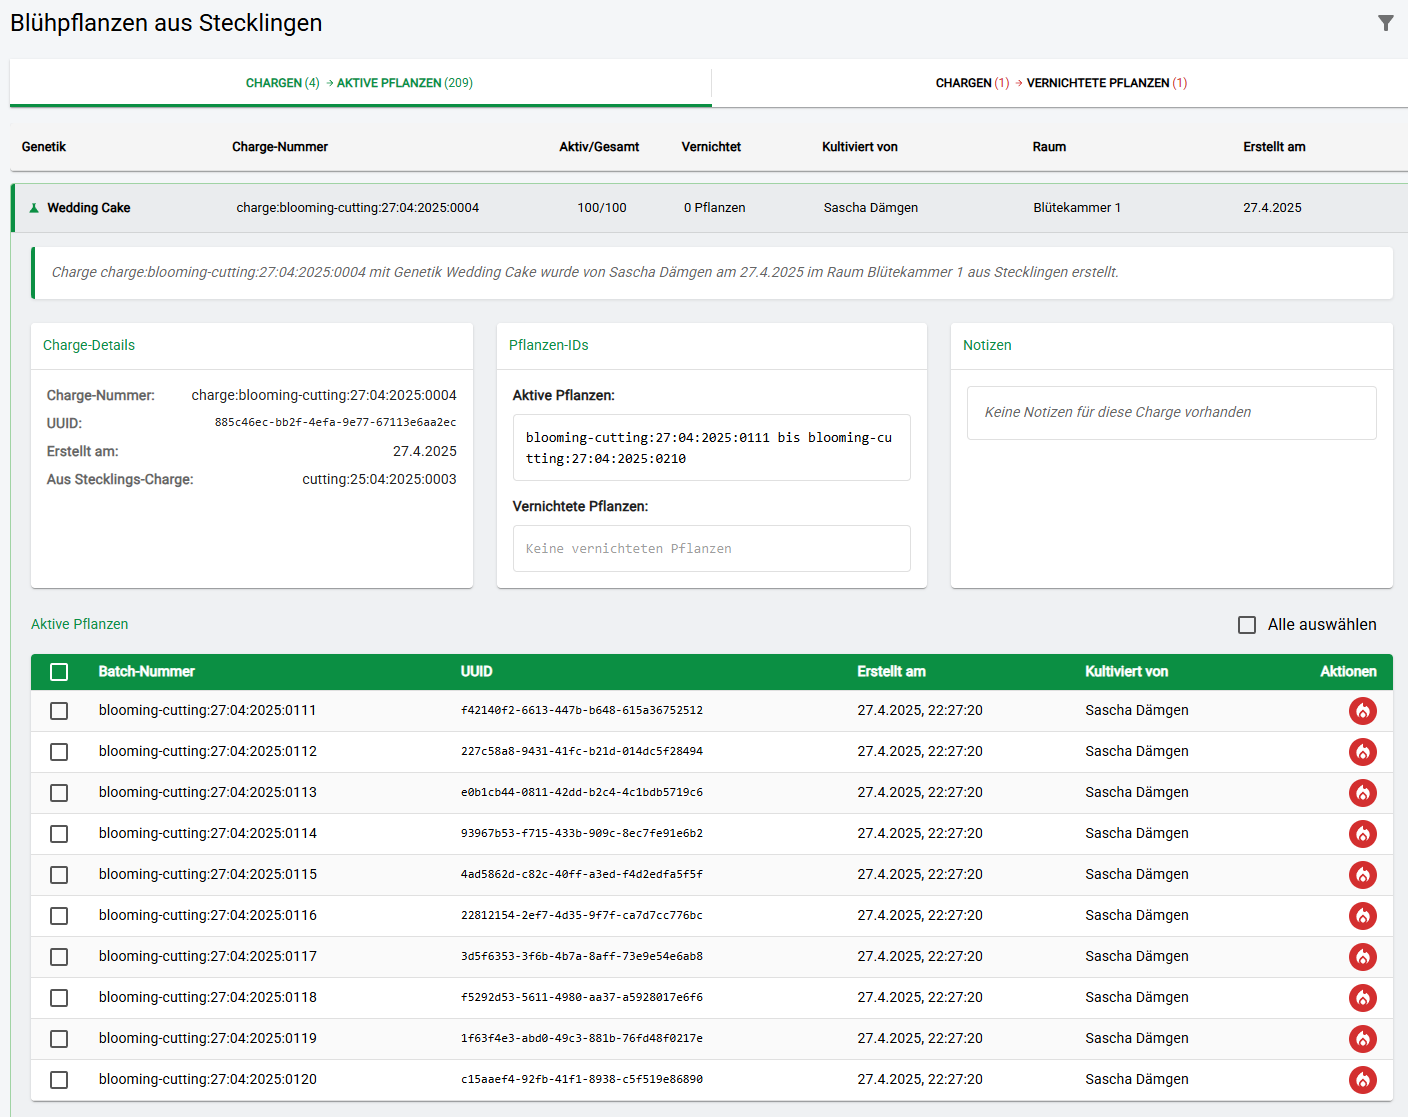 Blühpflanzen aus Stecklingen
CHARGEN (4) → AKTIVE PFLANZEN (209)
CHARGEN (1) → VERNICHTETE PFLANZEN (1)
Genetik Charge-Nummer Aktiv/Gesamt Vernichtet Kultiviert von Raum Erstellt am
Wedding Cake charge:blooming-cutting:27:04:2025:0004 100/100 0 Pflanzen Sascha Dämgen Blütekammer 1 27.4.2025
Charge charge:blooming-cutting:27:04:2025:0004 mit Genetik Wedding Cake wurde von Sascha Dämgen am 27.4.2025 im Raum Blütekammer 1 aus Stecklingen erstellt.
Charge-Details
Charge-Nummer: charge:blooming-cutting:27:04:2025:0004
UUID: 885c46ec-bb2f-4efa-9e77-67113e6aa2ec
Erstellt am: 27.4.2025
Aus Stecklings-Charge: cutting:25:04:2025:0003
Pflanzen-IDs
Aktive Pflanzen:
blooming-cutting:27:04:2025:0111 bis blooming-cu
tting:27:04:2025:0210
Vernichtete Pflanzen:
Keine vernichteten Pflanzen
Notizen
Keine Notizen für diese Charge vorhanden
Aktive Pflanzen
Alle auswählen
Batch-Nummer UUID Erstellt am Kultiviert von Aktionen
blooming-cutting:27:04:2025:0111 f42140f2-6613-447b-b648-615a36752512 27.4.2025, 22:27:20 Sascha Dämgen
blooming-cutting:27:04:2025:0112 227c58a8-9431-41fc-b21d-014dc5f28494 27.4.2025, 22:27:20 Sascha Dämgen
blooming-cutting:27:04:2025:0113 e0b1cb44-0811-42dd-b2c4-4c1bdb5719c6 27.4.2025, 22:27:20 Sascha Dämgen
blooming-cutting:27:04:2025:0114 93967b53-f715-433b-909c-8ec7fe91e6b2 27.4.2025, 22:27:20 Sascha Dämgen
blooming-cutting:27:04:2025:0115 4ad5862d-c82c-40ff-a3ed-f4d2edfa5f5f 27.4.2025, 22:27:20 Sascha Dämgen
blooming-cutting:27:04:2025:0116 22812154-2ef7-4d35-9f7f-ca7d7cc776bc 27.4.2025, 22:27:20 Sascha Dämgen
blooming-cutting:27:04:2025:0117 3d5f6353-3f6b-4b7a-8aff-73e9e54e6ab8 27.4.2025, 22:27:20 Sascha Dämgen
blooming-cutting:27:04:2025:0118 f5292d53-5611-4980-aa37-a5928017e6f6 27.4.2025, 22:27:20 Sascha Dämgen
blooming-cutting:27:04:2025:0119 1f63f4e3-abd0-49c3-881b-76fd48f0217e 27.4.2025, 22:27:20 Sascha Dämgen
blooming-cutting:27:04:2025:0120 c15aaef4-92fb-41f1-8938-c5f519e86890 27.4.2025, 22:27:20 Sascha Dämgen